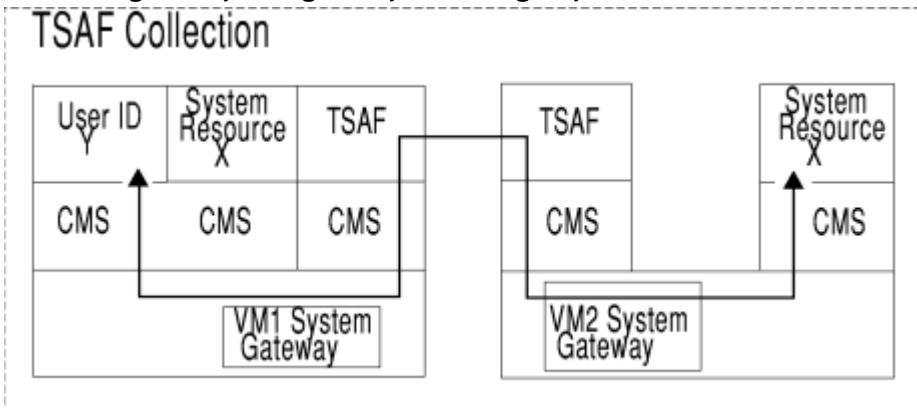 TSAF Collection
User ID
Y
System
Resource
X
TSAF
TSAF
System
Resource
X
CMS
CMS
CMS
CMS
CMS
VM1 System
Gateway
VM2 System
Gateway